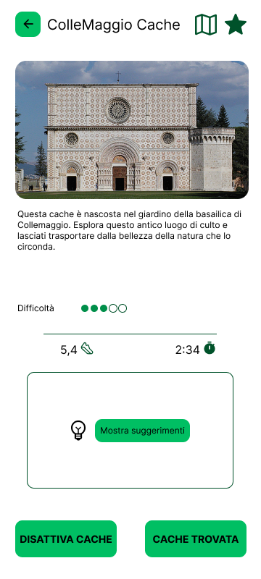 ColleMaggio Cache
Questa cache è nascosta nel giardino della basilica di
Collemaggio. Esplora questo antico luogo di culto e
lasciati trasportare dalla bellezza della natura che lo
circonda.
Difficoltà
5,4 2:34
Mostra suggerimenti
DISATTIVA CACHE CACHE TROVATA